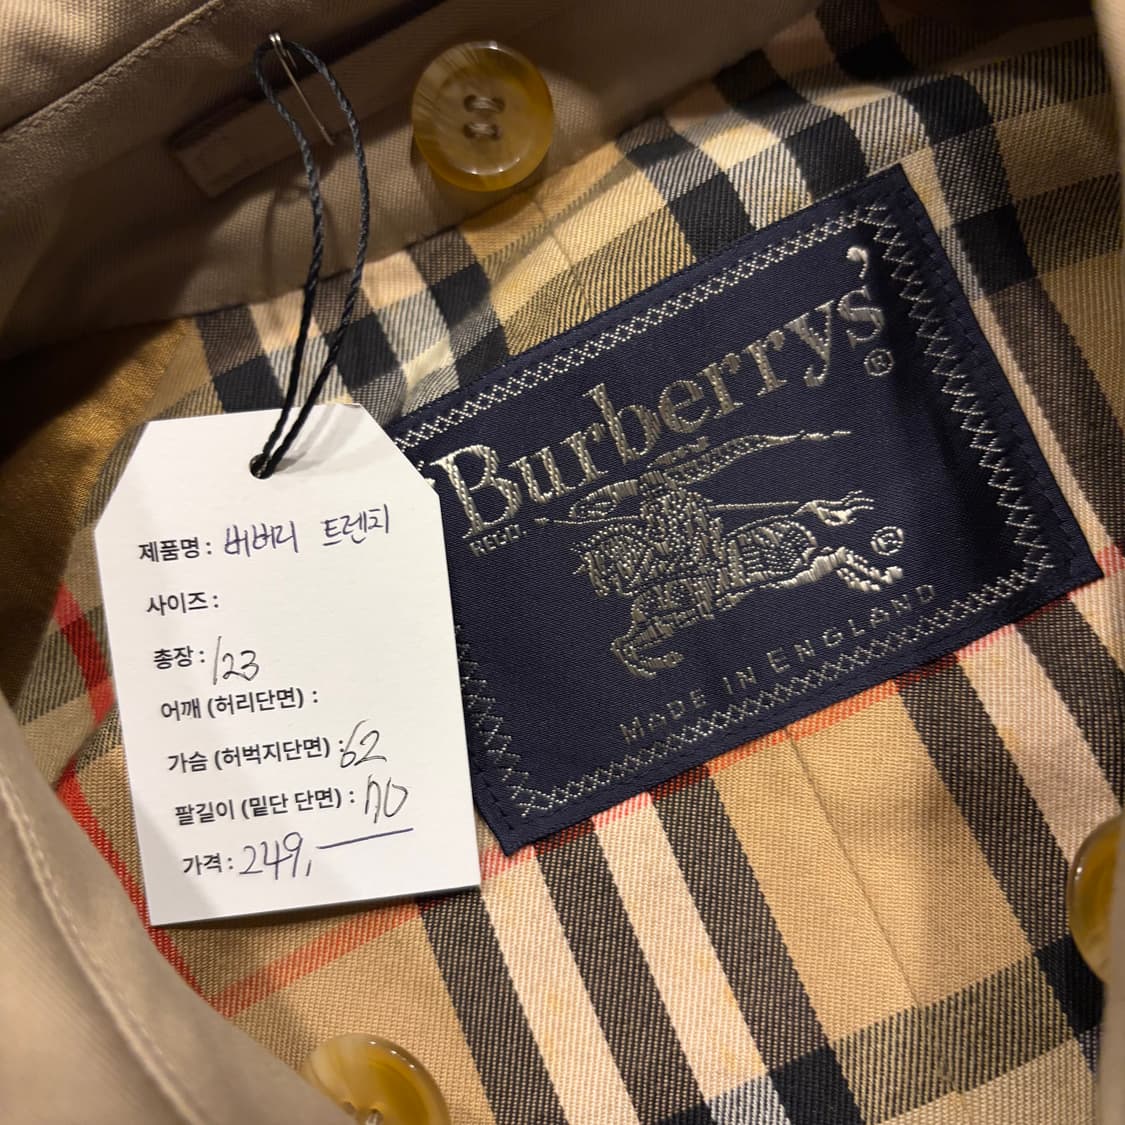 제품명: 버버리 트렌치
사이즈:
총장: 123
어깨 (허리단면) :
가슴 (허벅지단면) : 62
팔길이 (밑단 단면) : 70
가격: 249,—
Burberrys®
REGD.
®
MADE IN ENGLAND